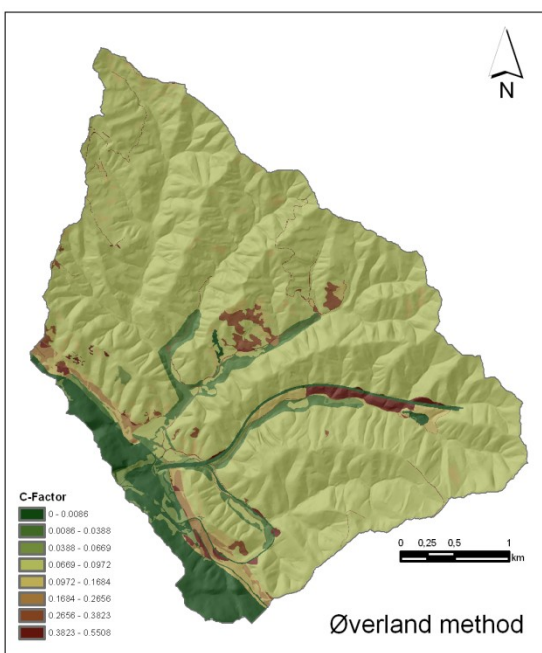 N
C-Factor
0 - 0.0086
0.0086 - 0.0388
0.0388 - 0.0669
0.0669 - 0.0972
0.0972 - 0.1684
0.1684 - 0.2656
0.2656 - 0.3823
0.3823 - 0.5508
0 0,25 0,5 1
km
Øverland method